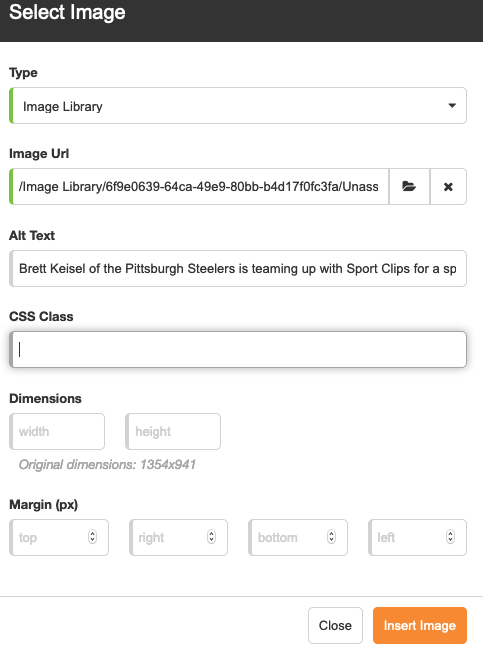 Select Image
Type
Image Library
Image Url
/Image Library/6f9e0639-64ca-49e9-80bb-b4d17f0fc3fa/Unass
Alt Text
Brett Keisel of the Pittsburgh Steelers is teaming up with Sport Clips for a sp
CSS Class
Dimensions
width height
Original dimensions: 1354x941
Margin (px)
top right bottom left
Close Insert Image